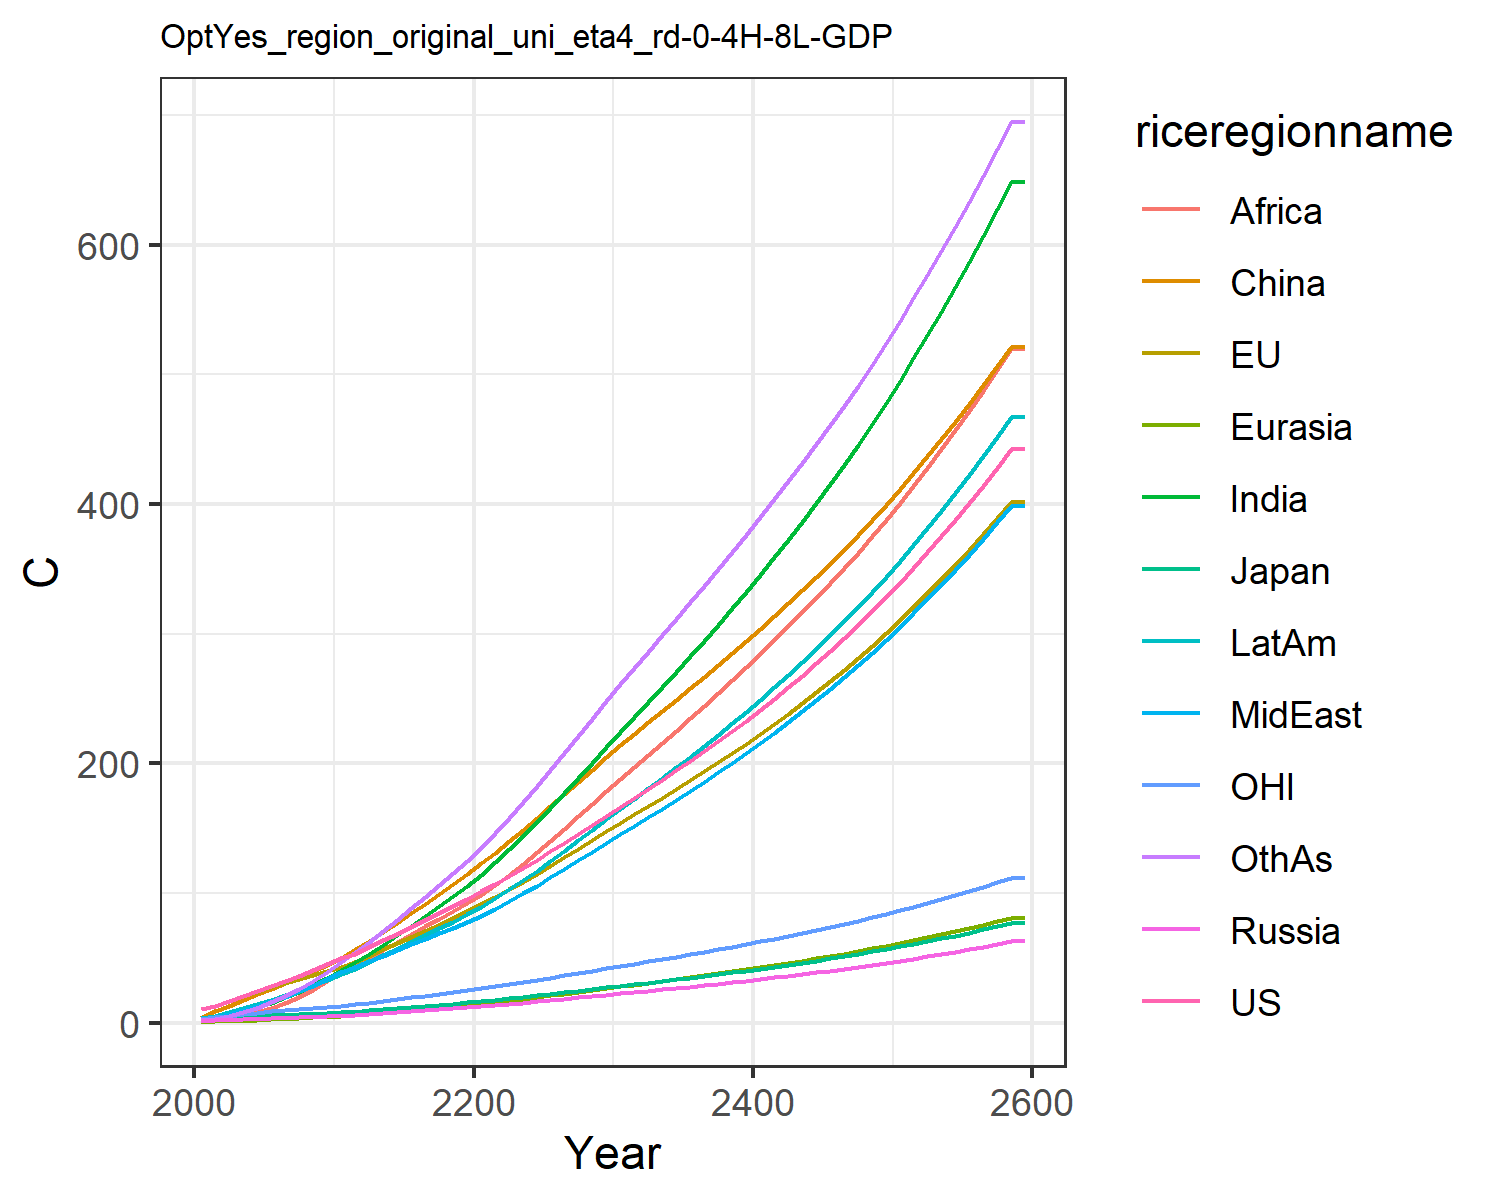 OptYes_region_original_uni_eta4_rd-0-4H-8L-GDP
C
600
400
200
0
2000
2200
2400
2600
Year
riceregionname
Africa
China
EU
Eurasia
India
Japan
LatAm
MidEast
OHI
OthAs
Russia
US